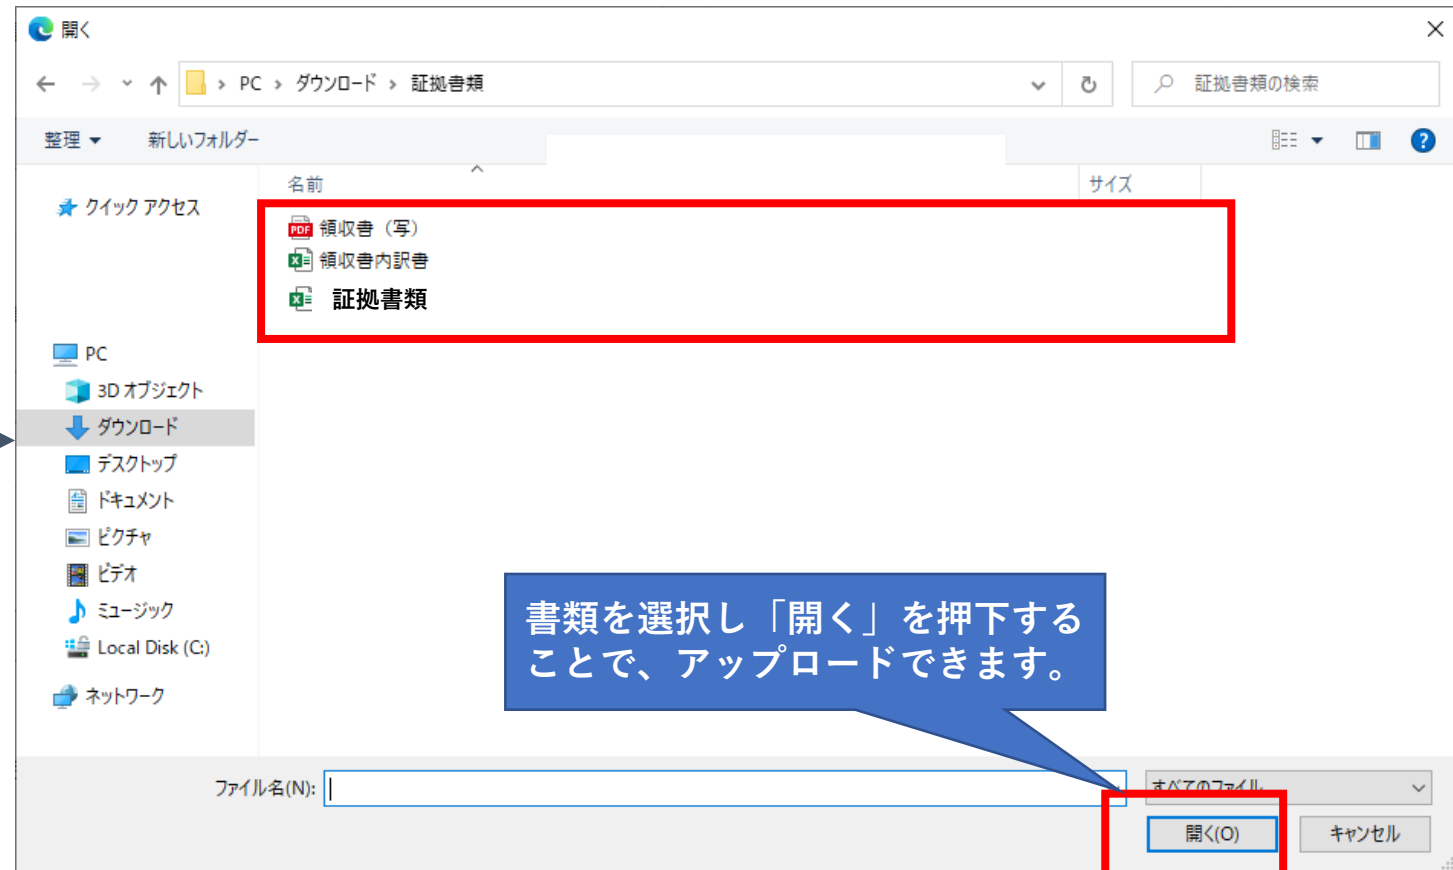 開く
PC › ダウンロード › 証拠書類
証拠書類の検索
整理
新しいフォルダー
名前
サイズ
クイック アクセス
PDF
領収書（写）
領収書内訳書
証拠書類
PC
3D オブジェクト
ダウンロード
デスクトップ
ドキュメント
ピクチャ
ビデオ
ミュージック
Local Disk (C:)
ネットワーク
書類を選択し「開く」を押下する
ことで、アップロードできます。
ファイル名(N):
すべてのファイル
開く(O)
キャンセル